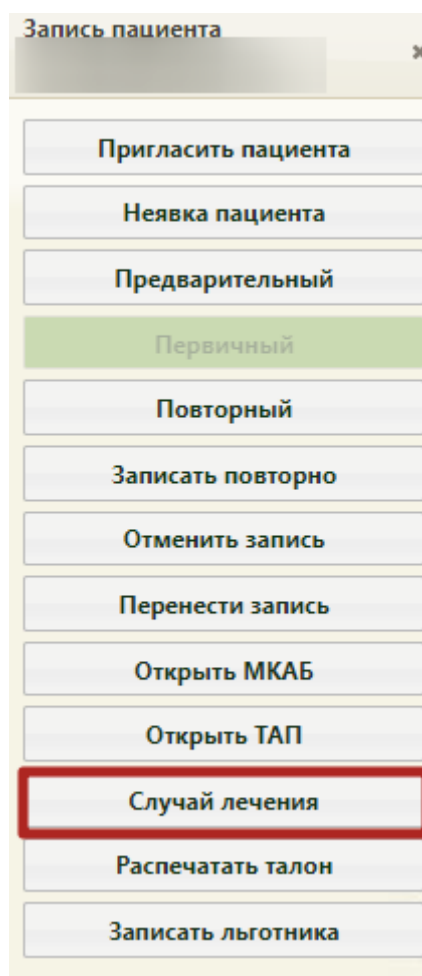 Запись пациента
Пригласить пациента
Неявка пациента
Предварительный
Первичный
Повторный
Записать повторно
Отменить запись
Перенести запись
Открыть МКАБ
Открыть ТАП
Случай лечения
Распечатать талон
Записать льготника